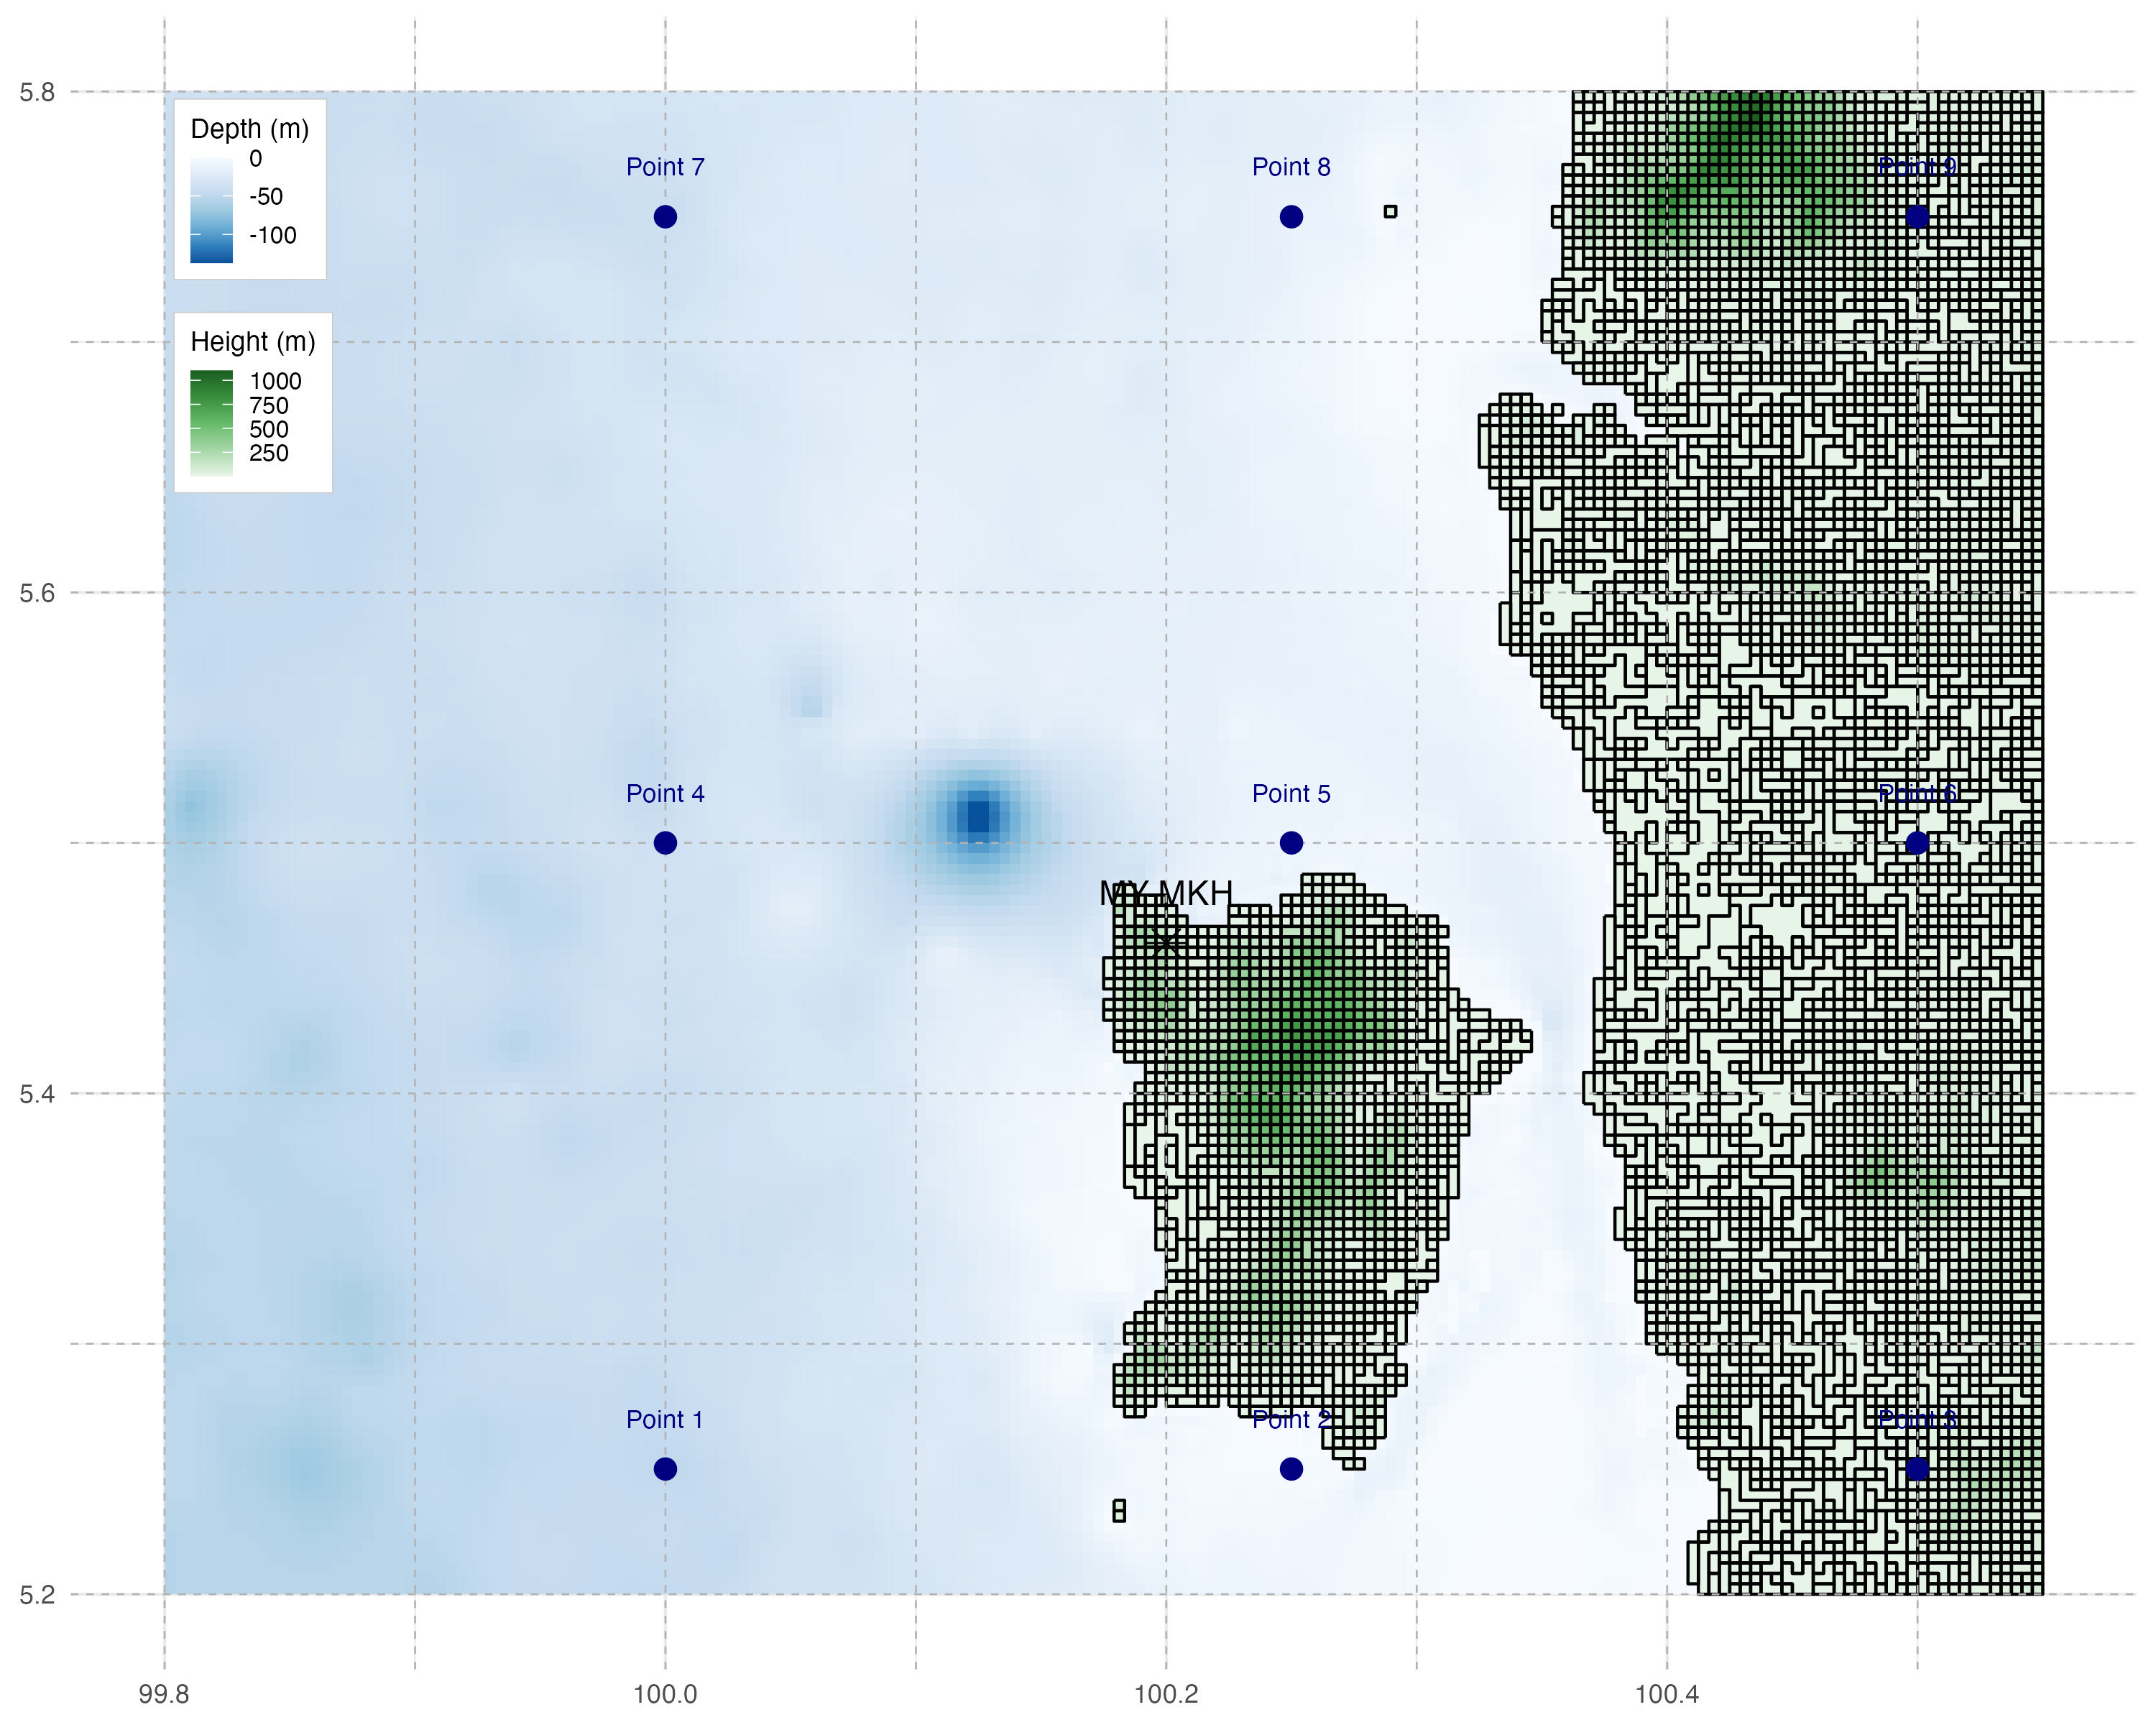 5.8
Depth (m)
0
-50
-100
Point 7
Point 8
Point 9
Height (m)
1000
750
500
250
5.6
Point 4
Point 5
Point 6
MY MKH
5.4
Point 1
Point 2
Point 3
5.2
99.8
100.0
100.2
100.4